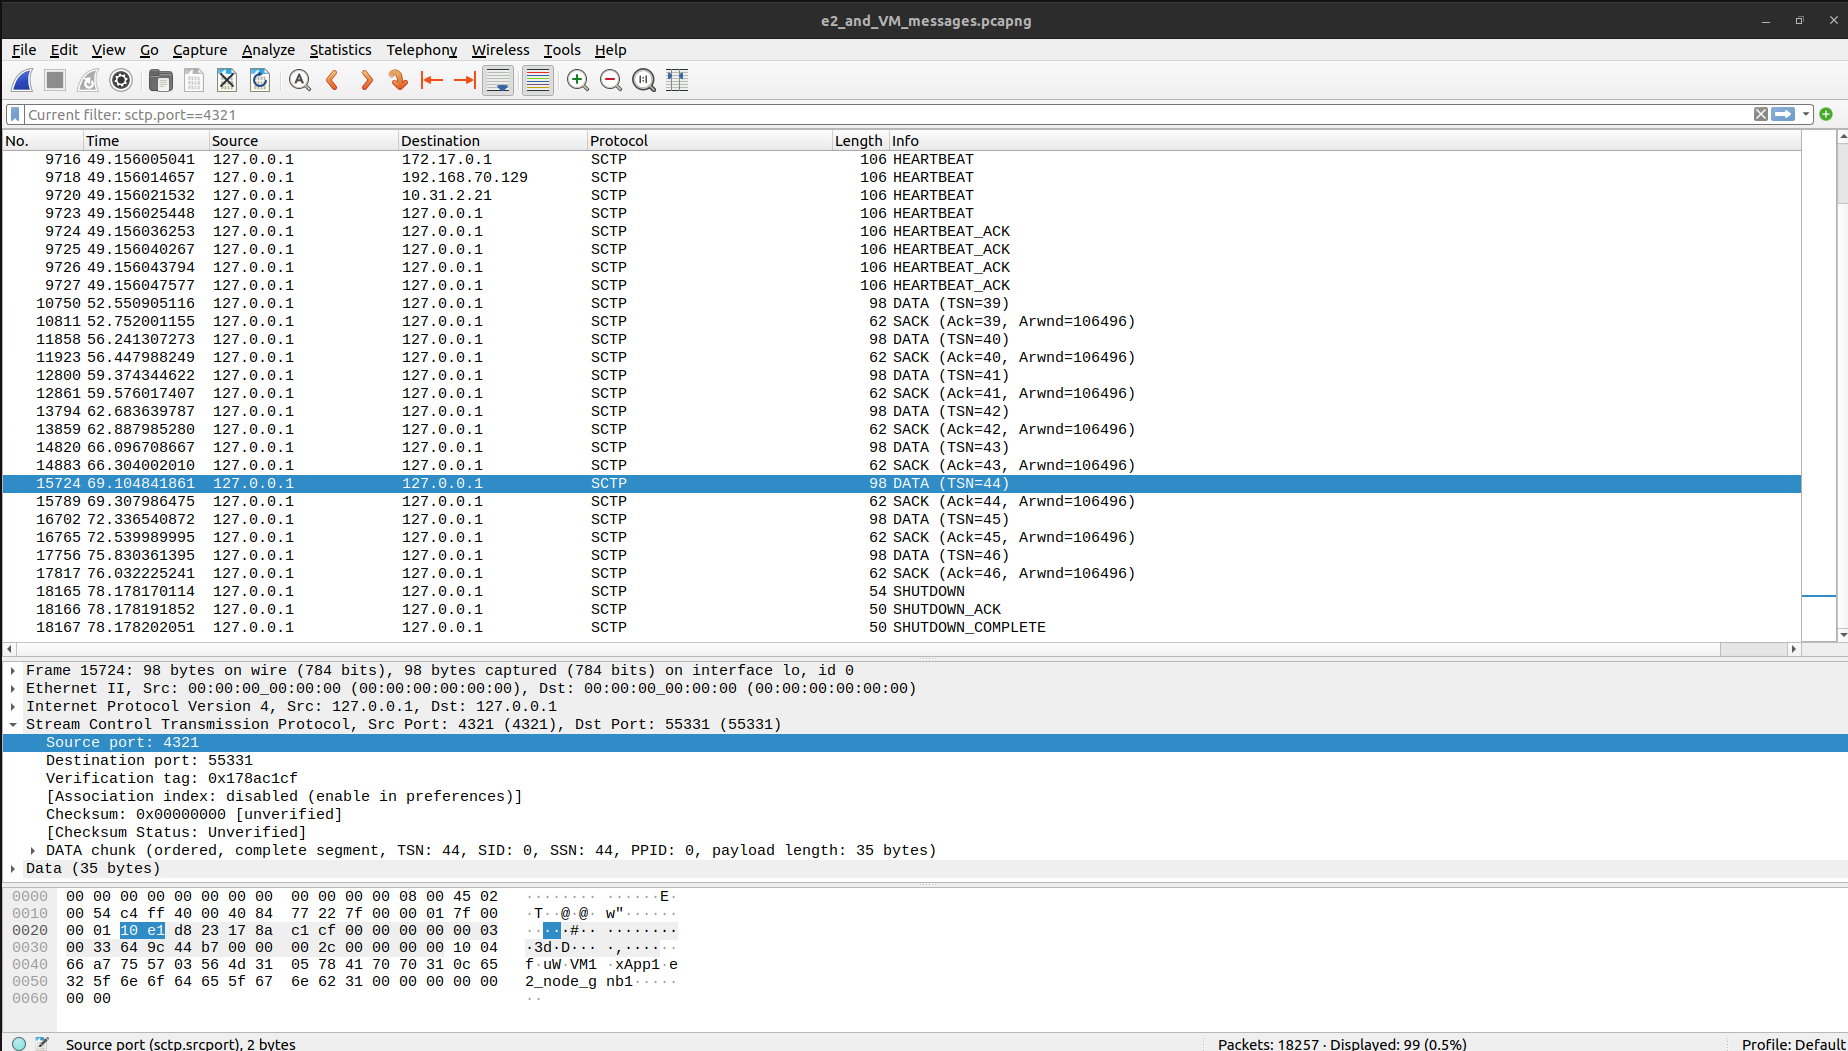 e2_and_VM_messages.pcapng
File Edit View Go Capture Analyze Statistics Telephony Wireless Tools Help
Current filter: sctp.port==4321
No. Time Source Destination Protocol Length Info
9716 49.156005041 127.0.0.1 172.17.0.1 SCTP 106 HEARTBEAT
9718 49.156014657 127.0.0.1 192.168.70.129 SCTP 106 HEARTBEAT
9720 49.156021532 127.0.0.1 10.31.2.21 SCTP 106 HEARTBEAT
9723 49.156025448 127.0.0.1 127.0.0.1 SCTP 106 HEARTBEAT
9724 49.156036253 127.0.0.1 127.0.0.1 SCTP 106 HEARTBEAT_ACK
9725 49.156040267 127.0.0.1 127.0.0.1 SCTP 106 HEARTBEAT_ACK
9726 49.156043794 127.0.0.1 127.0.0.1 SCTP 106 HEARTBEAT_ACK
9727 49.156047577 127.0.0.1 127.0.0.1 SCTP 106 HEARTBEAT_ACK
10750 52.550905116 127.0.0.1 127.0.0.1 SCTP 98 DATA (TSN=39)
10811 52.752001155 127.0.0.1 127.0.0.1 SCTP 62 SACK (Ack=39, Arwnd=106496)
11858 56.241307273 127.0.0.1 127.0.0.1 SCTP 98 DATA (TSN=40)
11923 56.447988249 127.0.0.1 127.0.0.1 SCTP 62 SACK (Ack=40, Arwnd=106496)
12800 59.374344622 127.0.0.1 127.0.0.1 SCTP 98 DATA (TSN=41)
12861 59.576017407 127.0.0.1 127.0.0.1 SCTP 62 SACK (Ack=41, Arwnd=106496)
13794 62.683639787 127.0.0.1 127.0.0.1 SCTP 98 DATA (TSN=42)
13859 62.887985280 127.0.0.1 127.0.0.1 SCTP 62 SACK (Ack=42, Arwnd=106496)
14820 66.096708667 127.0.0.1 127.0.0.1 SCTP 98 DATA (TSN=43)
14883 66.304002010 127.0.0.1 127.0.0.1 SCTP 62 SACK (Ack=43, Arwnd=106496)
15724 69.104841861 127.0.0.1 127.0.0.1 SCTP 98 DATA (TSN=44)
15789 69.307986475 127.0.0.1 127.0.0.1 SCTP 62 SACK (Ack=44, Arwnd=106496)
16702 72.336540872 127.0.0.1 127.0.0.1 SCTP 98 DATA (TSN=45)
16765 72.539989995 127.0.0.1 127.0.0.1 SCTP 62 SACK (Ack=45, Arwnd=106496)
17756 75.830361395 127.0.0.1 127.0.0.1 SCTP 98 DATA (TSN=46)
17817 76.032225241 127.0.0.1 127.0.0.1 SCTP 62 SACK (Ack=46, Arwnd=106496)
18165 78.178170114 127.0.0.1 127.0.0.1 SCTP 54 SHUTDOWN
18166 78.178191852 127.0.0.1 127.0.0.1 SCTP 50 SHUTDOWN_ACK
18167 78.178202051 127.0.0.1 127.0.0.1 SCTP 50 SHUTDOWN_COMPLETE
Frame 15724: 98 bytes on wire (784 bits), 98 bytes captured (784 bits) on interface lo, id 0
Ethernet II, Src: 00:00:00_00:00:00 (00:00:00:00:00:00), Dst: 00:00:00_00:00:00 (00:00:00:00:00:00)
Internet Protocol Version 4, Src: 127.0.0.1, Dst: 127.0.0.1
Stream Control Transmission Protocol, Src Port: 4321 (4321), Dst Port: 55331 (55331)
Source port: 4321
Destination port: 55331
Verification tag: 0x178ac1cf
[Association index: disabled (enable in preferences)]
Checksum: 0x00000000 [unverified]
[Checksum Status: Unverified]
DATA chunk (ordered, complete segment, TSN: 44, SID: 0, SSN: 44, PPID: 0, payload length: 35 bytes)
Data (35 bytes)
0000 00 00 00 00 00 00 00 00 00 00 00 00 08 00 45 02 ········ ······E·
0010 00 54 c4 ff 40 00 40 84 77 22 7f 00 00 01 7f 00 ·T··@·@· w"······
0020 00 01 10 e1 d8 23 17 8a c1 cf 00 00 00 00 00 03 ·····#·· ········
0030 00 33 64 9c 44 b7 00 00 00 2c 00 00 00 00 10 04 ·3d·D··· ·,······
0040 66 a7 75 57 03 56 4d 31 05 78 41 70 70 31 0c 65 f·uW·VM1 ·xApp1·e
0050 32 5f 6e 6f 64 65 5f 67 6e 62 31 00 00 00 00 00 2_node_g nb1·····
0060 00 00 ··
Source port (sctp.srcport), 2 bytes Packets: 18257 · Displayed: 99 (0.5%) Profile: Default